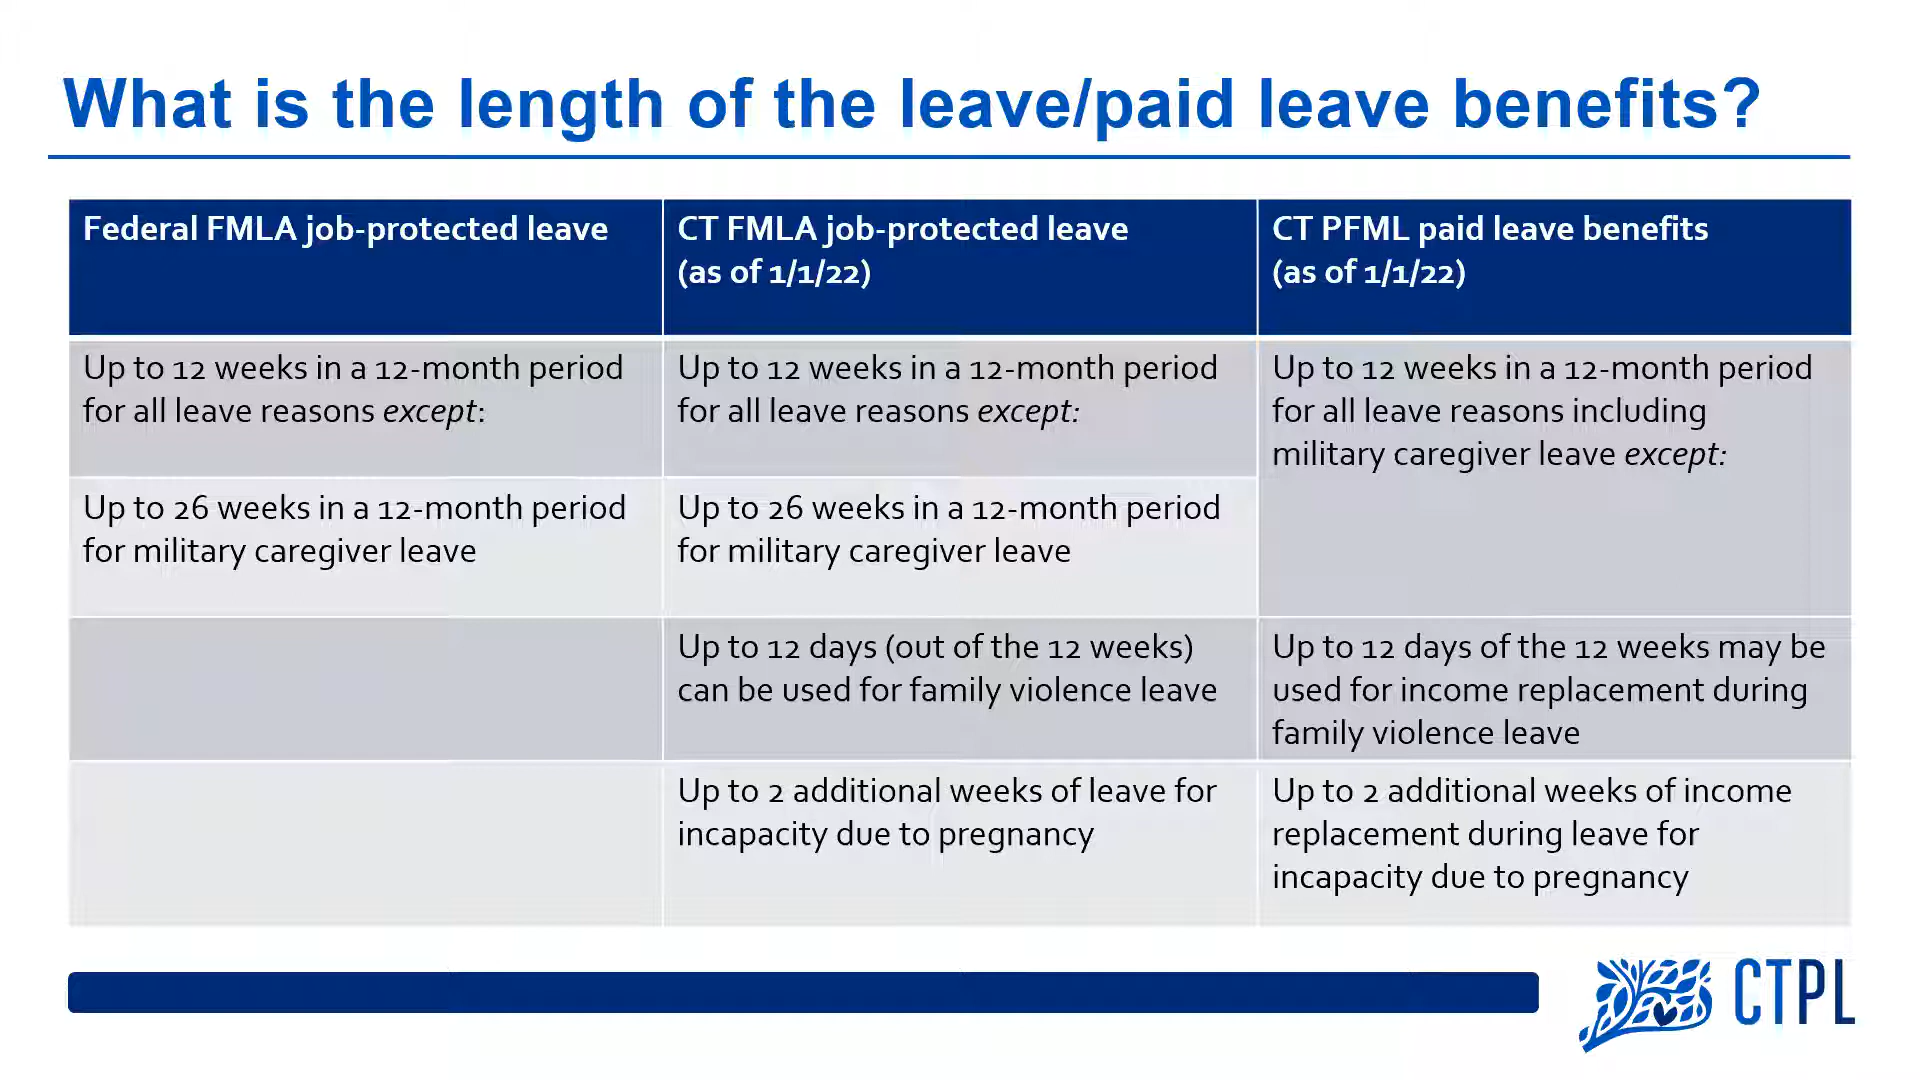 What is the length of the leave/paid leave benefits?
Federal FMLA job-protected leave
CT FMLA job-protected leave
(as of 1/1/22)
CT PFML paid leave benefits
(as of 1/1/22)
Up to 12 weeks in a 12-month period
for all leave reasons except:
Up to 12 weeks in a 12-month period
for all leave reasons except:
Up to 12 weeks in a 12-month period
for all leave reasons including
military caregiver leave except:
Up to 26 weeks in a 12-month period
for military caregiver leave
Up to 26 weeks in a 12-month period
for military caregiver leave
Up to 12 days (out of the 12 weeks)
can be used for family violence leave
Up to 12 days of the 12 weeks may be
used for income replacement during
family violence leave
Up to 2 additional weeks of leave for
incapacity due to pregnancy
Up to 2 additional weeks of income
replacement during leave for
incapacity due to pregnancy
CTPL